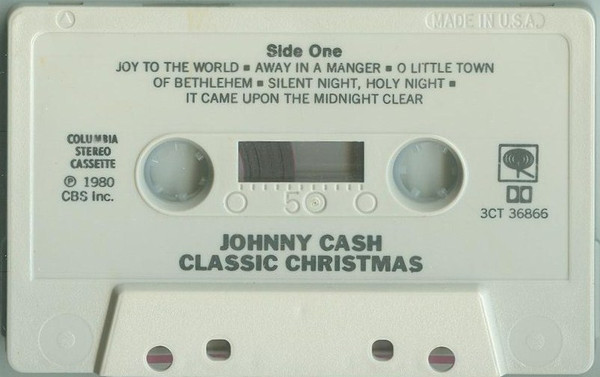 MADE IN U.S.A.
Side One
JOY TO THE WORLD ■ AWAY IN A MANGER ■ O LITTLE TOWN
OF BETHLEHEM ■ SILENT NIGHT, HOLY NIGHT ■
IT CAME UPON THE MIDNIGHT CLEAR
COLUMBIA
STEREO
CASSETTE
℗ 1980
CBS Inc.
50
3CT 36866
JOHNNY CASH
CLASSIC CHRISTMAS